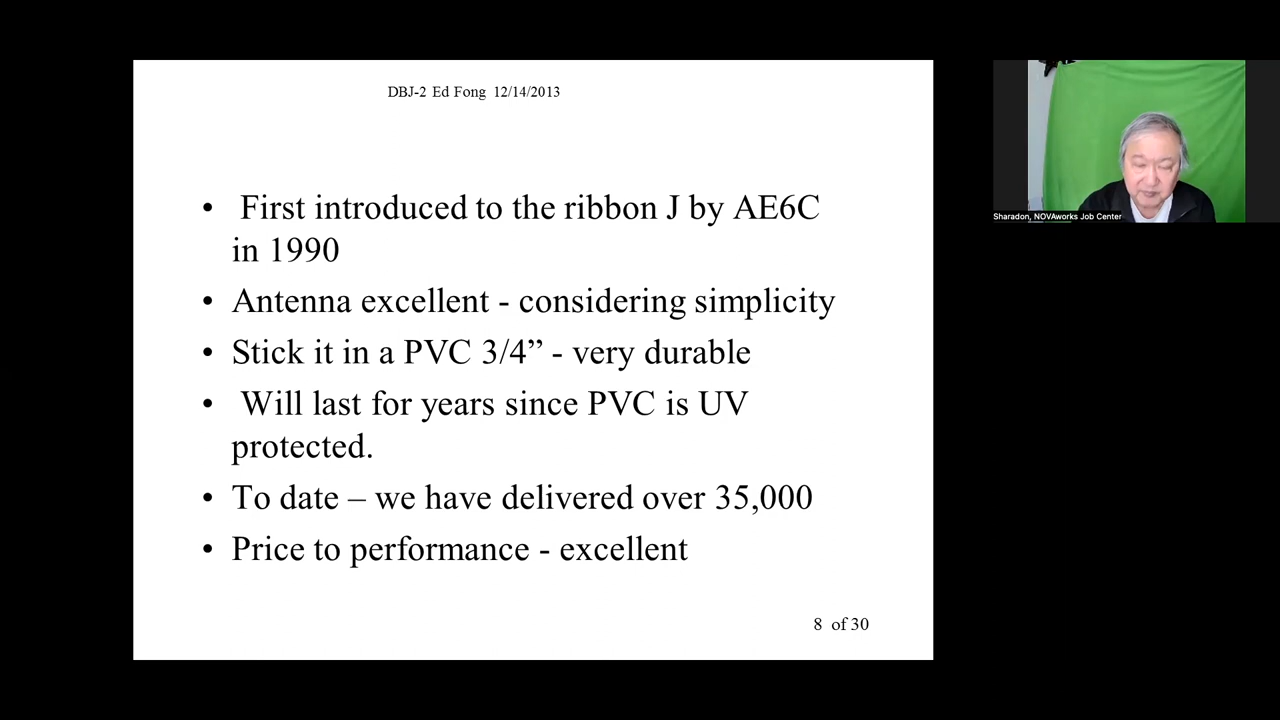 DBJ-2 Ed Fong 12/14/2013
• First introduced to the ribbon J by AE6C
in 1990
• Antenna excellent - considering simplicity
• Stick it in a PVC 3/4” - very durable
• Will last for years since PVC is UV
protected.
• To date – we have delivered over 35,000
• Price to performance - excellent
8 of 30
Sharadon, NOVAworks Job Center